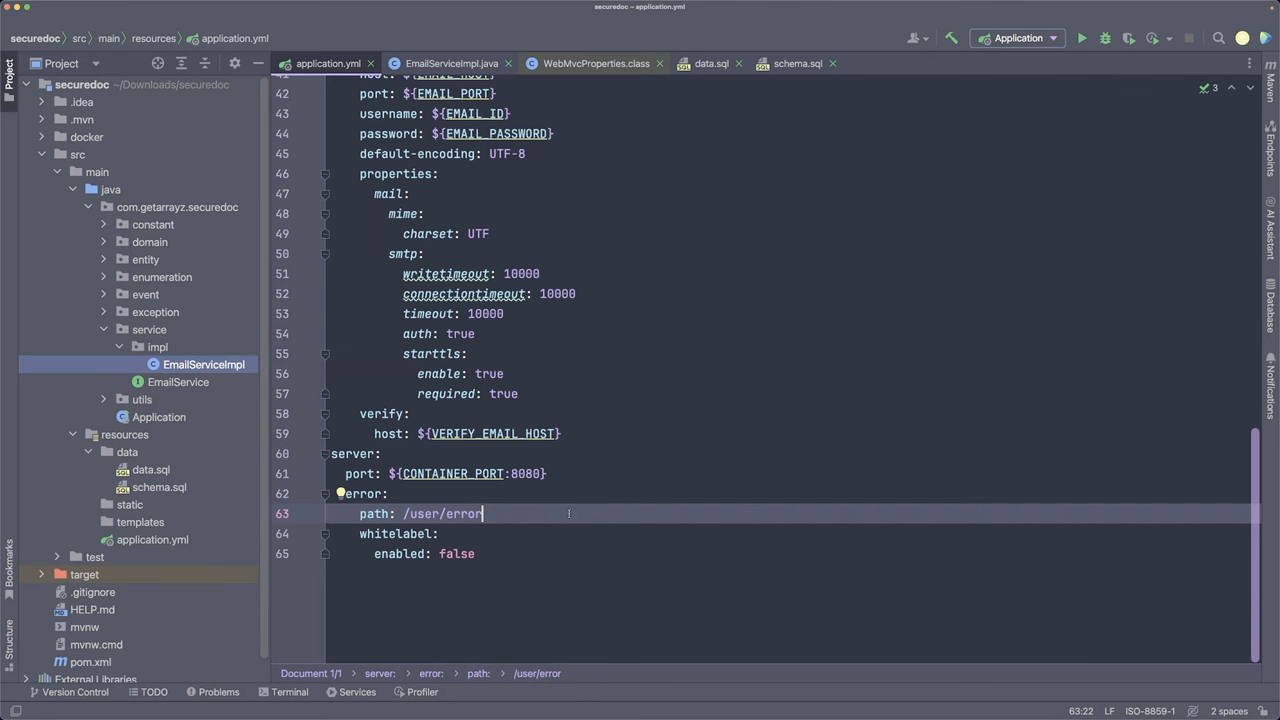 securedoc – application.yml
securedoc
src
main
resources
application.yml
Application
Project
application.yml
EmailServiceImpl.java
WebMvcProperties.class
data.sql
schema.sql
Project
securedoc ~/Downloads/securedoc
.idea
.mvn
docker
src
main
java
com.getarrayz.securedoc
constant
domain
entity
enumeration
event
exception
service
impl
EmailServiceImpl
EmailService
utils
Application
resources
data
data.sql
schema.sql
static
templates
application.yml
test
target
.gitignore
HELP.md
mvnw
mvnw.cmd
pom.xml
External Libraries
41 host: ${EMAIL_HOST}
42 port: ${EMAIL_PORT}
43 username: ${EMAIL_ID}
44 password: ${EMAIL_PASSWORD}
45 default-encoding: UTF-8
46 properties:
47 mail:
48 mime:
49 charset: UTF
50 smtp:
51 writetimeout: 10000
52 connectiontimeout: 10000
53 timeout: 10000
54 auth: true
55 starttls:
56 enable: true
57 required: true
58 verify:
59 host: ${VERIFY_EMAIL_HOST}
60 server:
61 port: ${CONTAINER_PORT:8080}
62 error:
63 path: /user/error
64 whitelabel:
65 enabled: false
3
Maven
Endpoints
AI Assistant
Database
Notifications
Bookmarks
Structure
Document 1/1
server:
error:
path:
/user/error
Version Control
TODO
Problems
Terminal
Services
Profiler
63:22
LF
ISO-8859-1
2 spaces